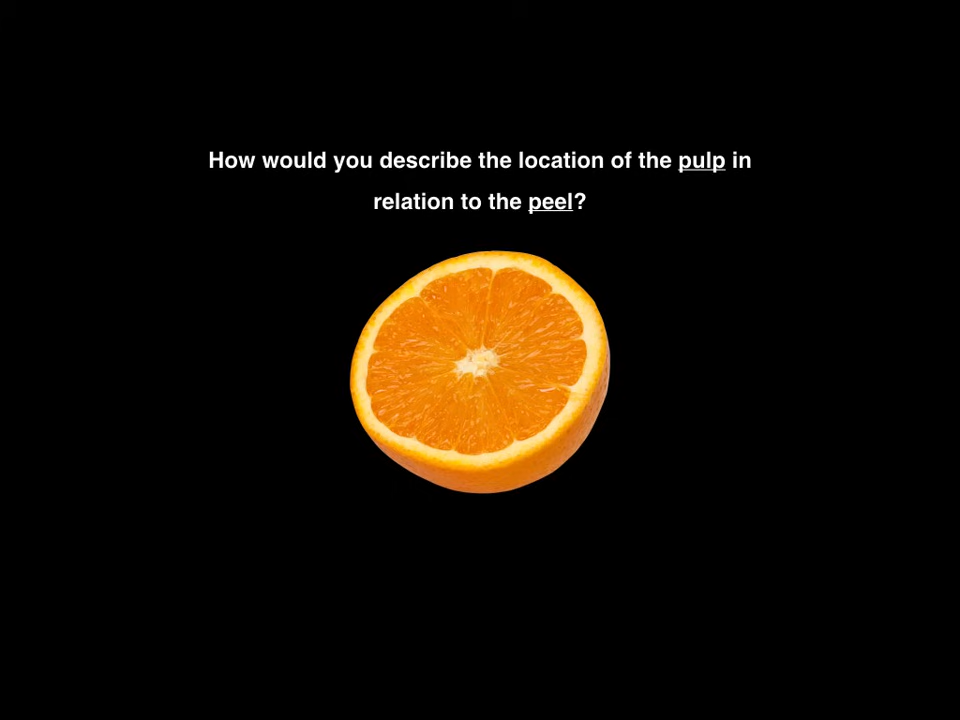 How would you describe the location of the pulp in
relation to the peel?